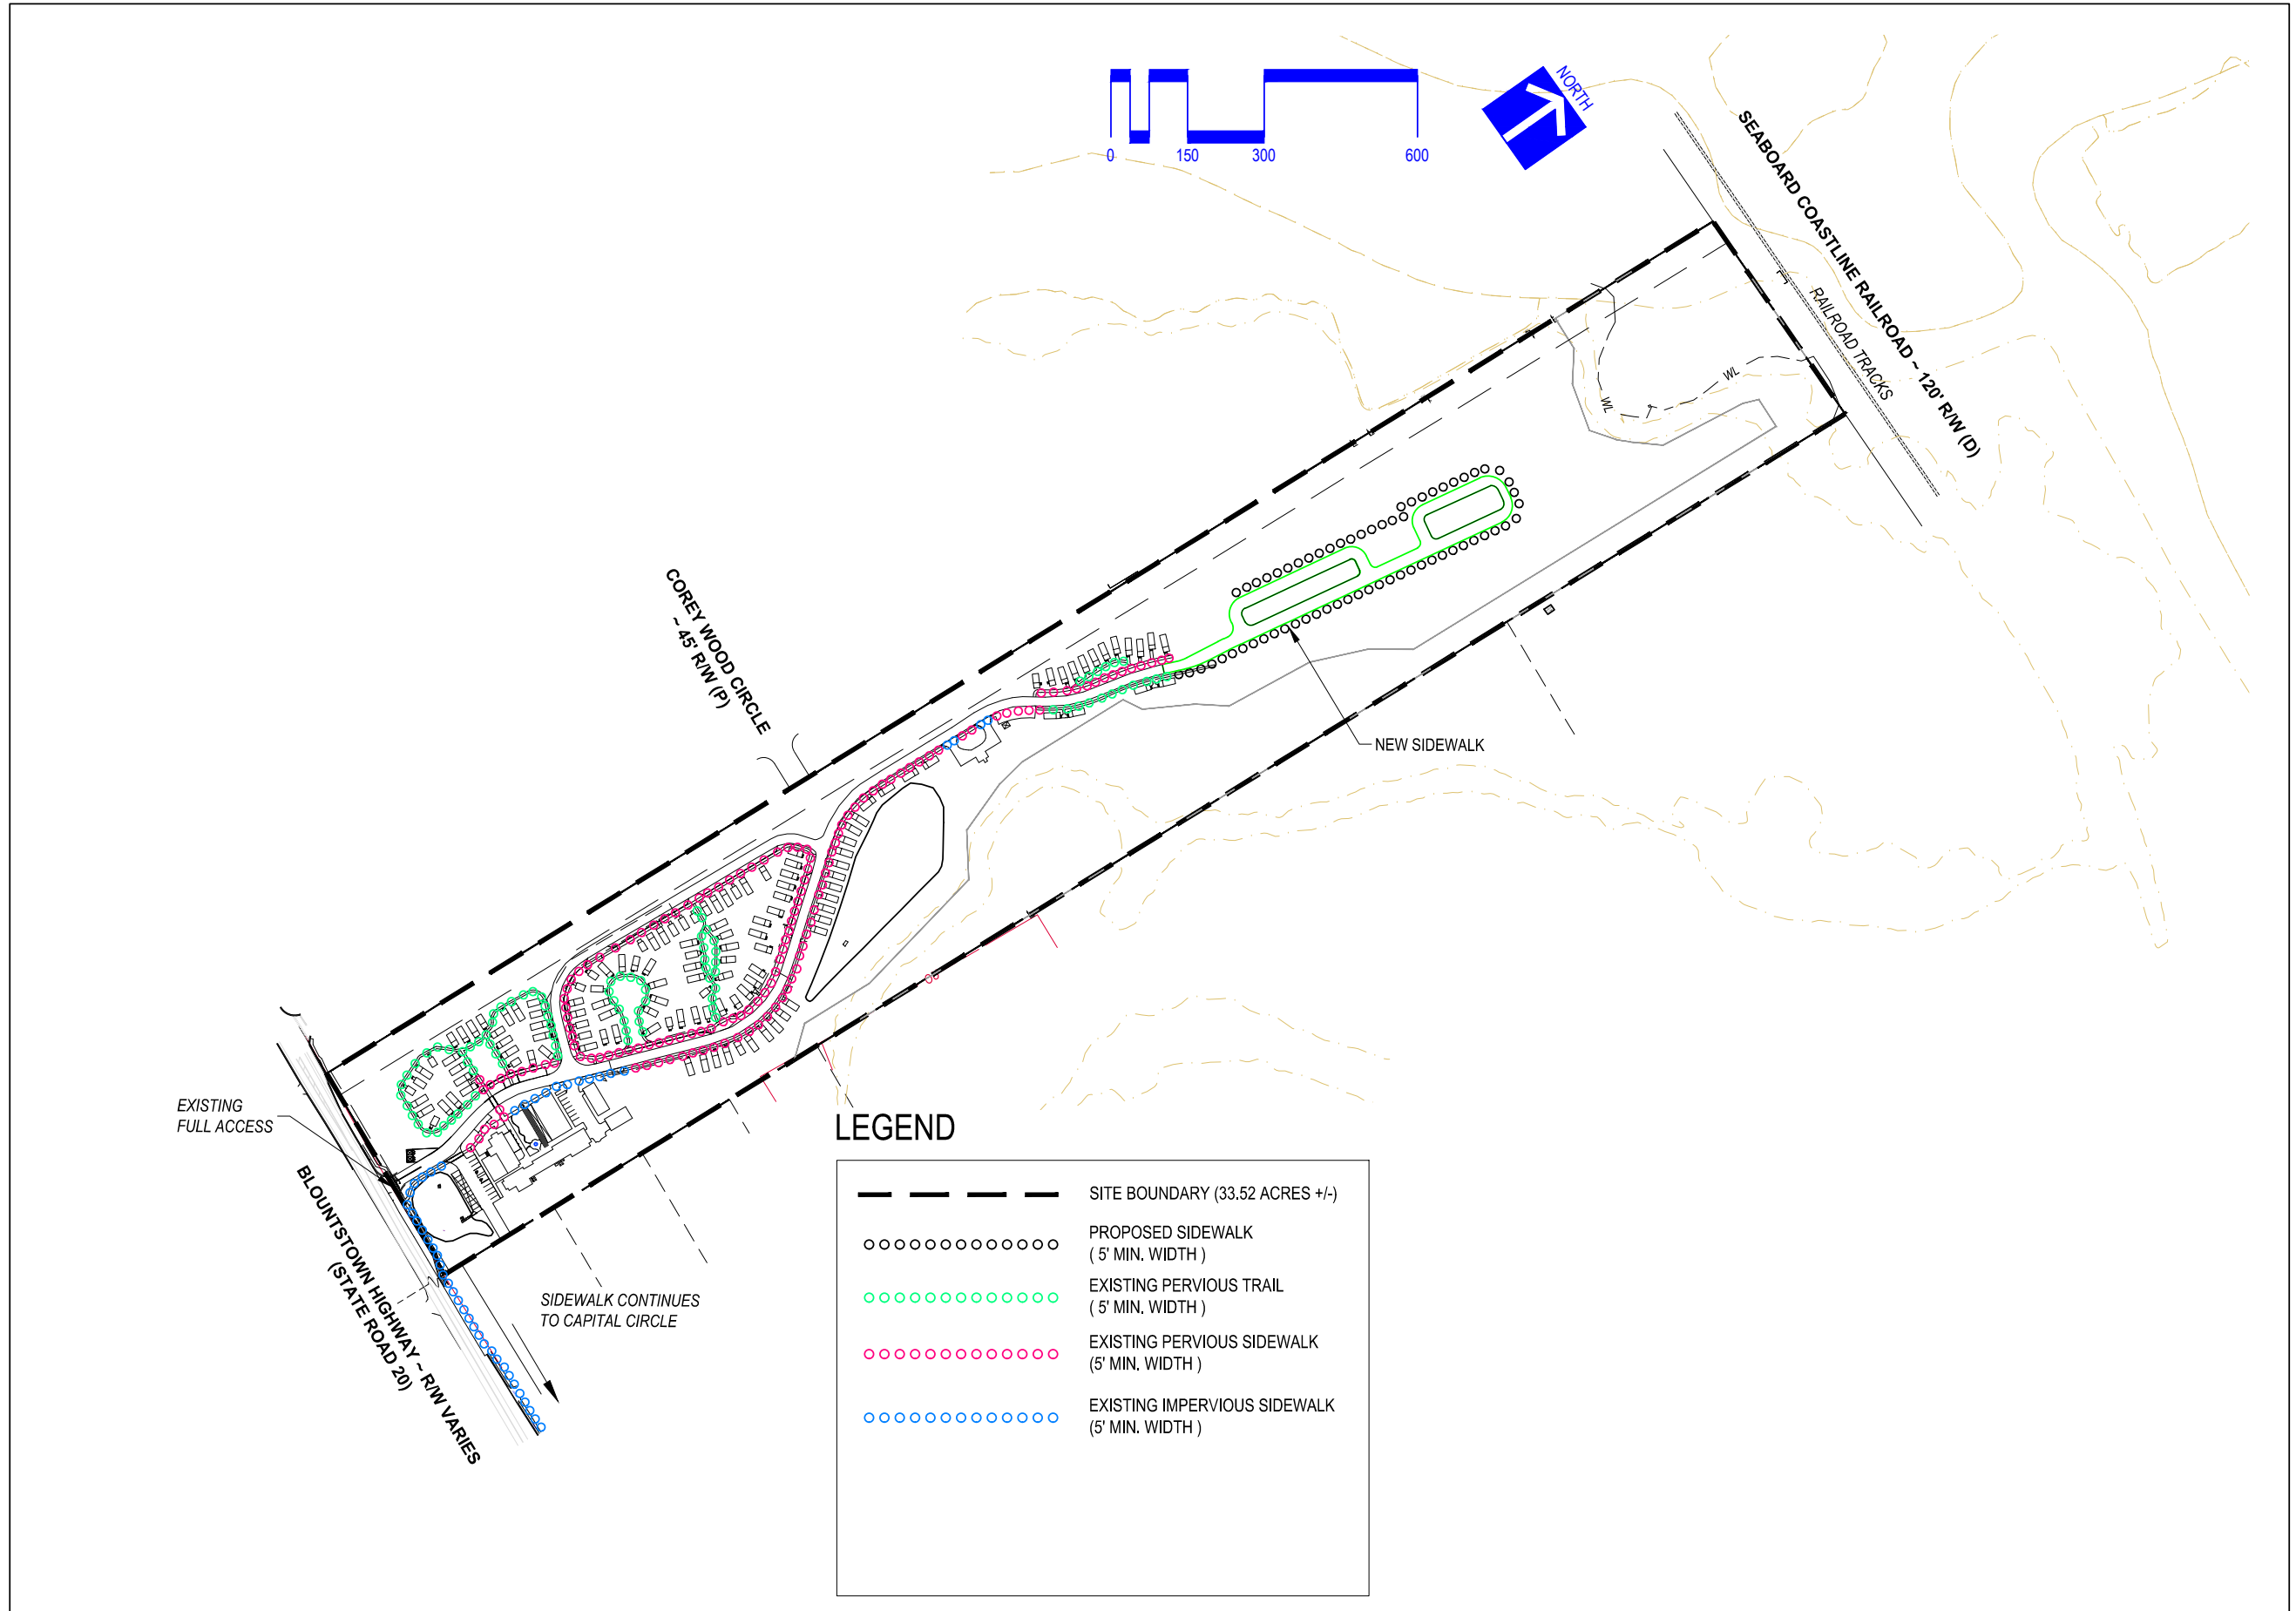 NORTH
0
150
300
600
SEABOARD COASTLINE RAILROAD ~ 120' R/W (D)
RAILROAD TRACKS
WL
WL
COREY WOOD CIRCLE
~ 45' R/W (P)
NEW SIDEWALK
EXISTING
FULL ACCESS
BLOUNTSTOWN HIGHWAY ~ R/W VARIES
(STATE ROAD 20)
SIDEWALK CONTINUES
TO CAPITAL CIRCLE
LEGEND
SITE BOUNDARY (33.52 ACRES +/-)
PROPOSED SIDEWALK
( 5' MIN. WIDTH )
EXISTING PERVIOUS TRAIL
( 5' MIN. WIDTH )
EXISTING PERVIOUS SIDEWALK
(5' MIN. WIDTH )
EXISTING IMPERVIOUS SIDEWALK
(5' MIN. WIDTH )